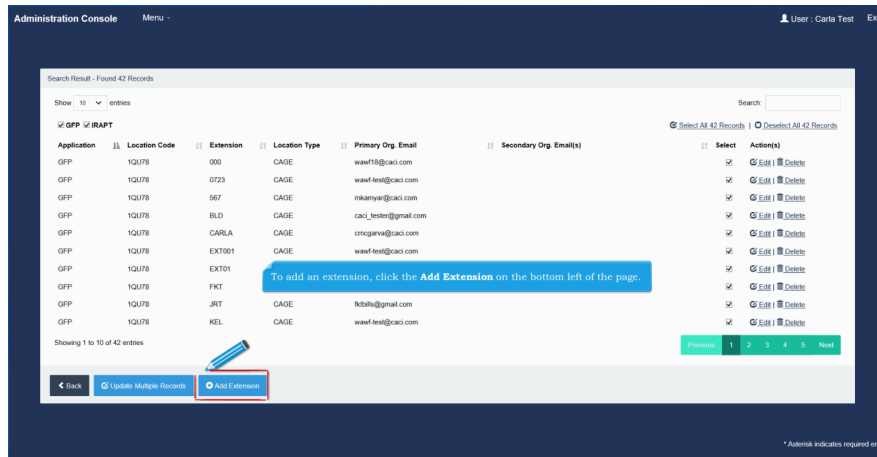 Administration Console Menu User : Carla Test Ex
Search Result - Found 42 Records
Show 10 entries Search:
GFP IRAPT Select All 42 Records | Deselect All 42 Records
Application Location Code Extension Location Type Primary Org. Email Secondary Org. Email(s) Select Action(s)
GFP 1QU78 000 CAGE wawf18@caci.com Edit | Delete
GFP 1QU78 0723 CAGE wawf-test@caci.com Edit | Delete
GFP 1QU78 567 CAGE mkamyar@caci.com Edit | Delete
GFP 1QU78 BLD CAGE caci_tester@gmail.com Edit | Delete
GFP 1QU78 CARLA CAGE cmcgarva@caci.com Edit | Delete
GFP 1QU78 EXT001 CAGE wawf-test@caci.com Edit | Delete
GFP 1QU78 EXT01 Edit | Delete
To add an extension, click the Add Extension on the bottom left of the page.
GFP 1QU78 FKT Edit | Delete
GFP 1QU78 JRT CAGE fktbills@gmail.com Edit | Delete
GFP 1QU78 KEL CAGE wawf-test@caci.com Edit | Delete
Showing 1 to 10 of 42 entries Previous 1 2 3 4 5 Next
Back Update Multiple Records Add Extension
* Asterisk indicates required en